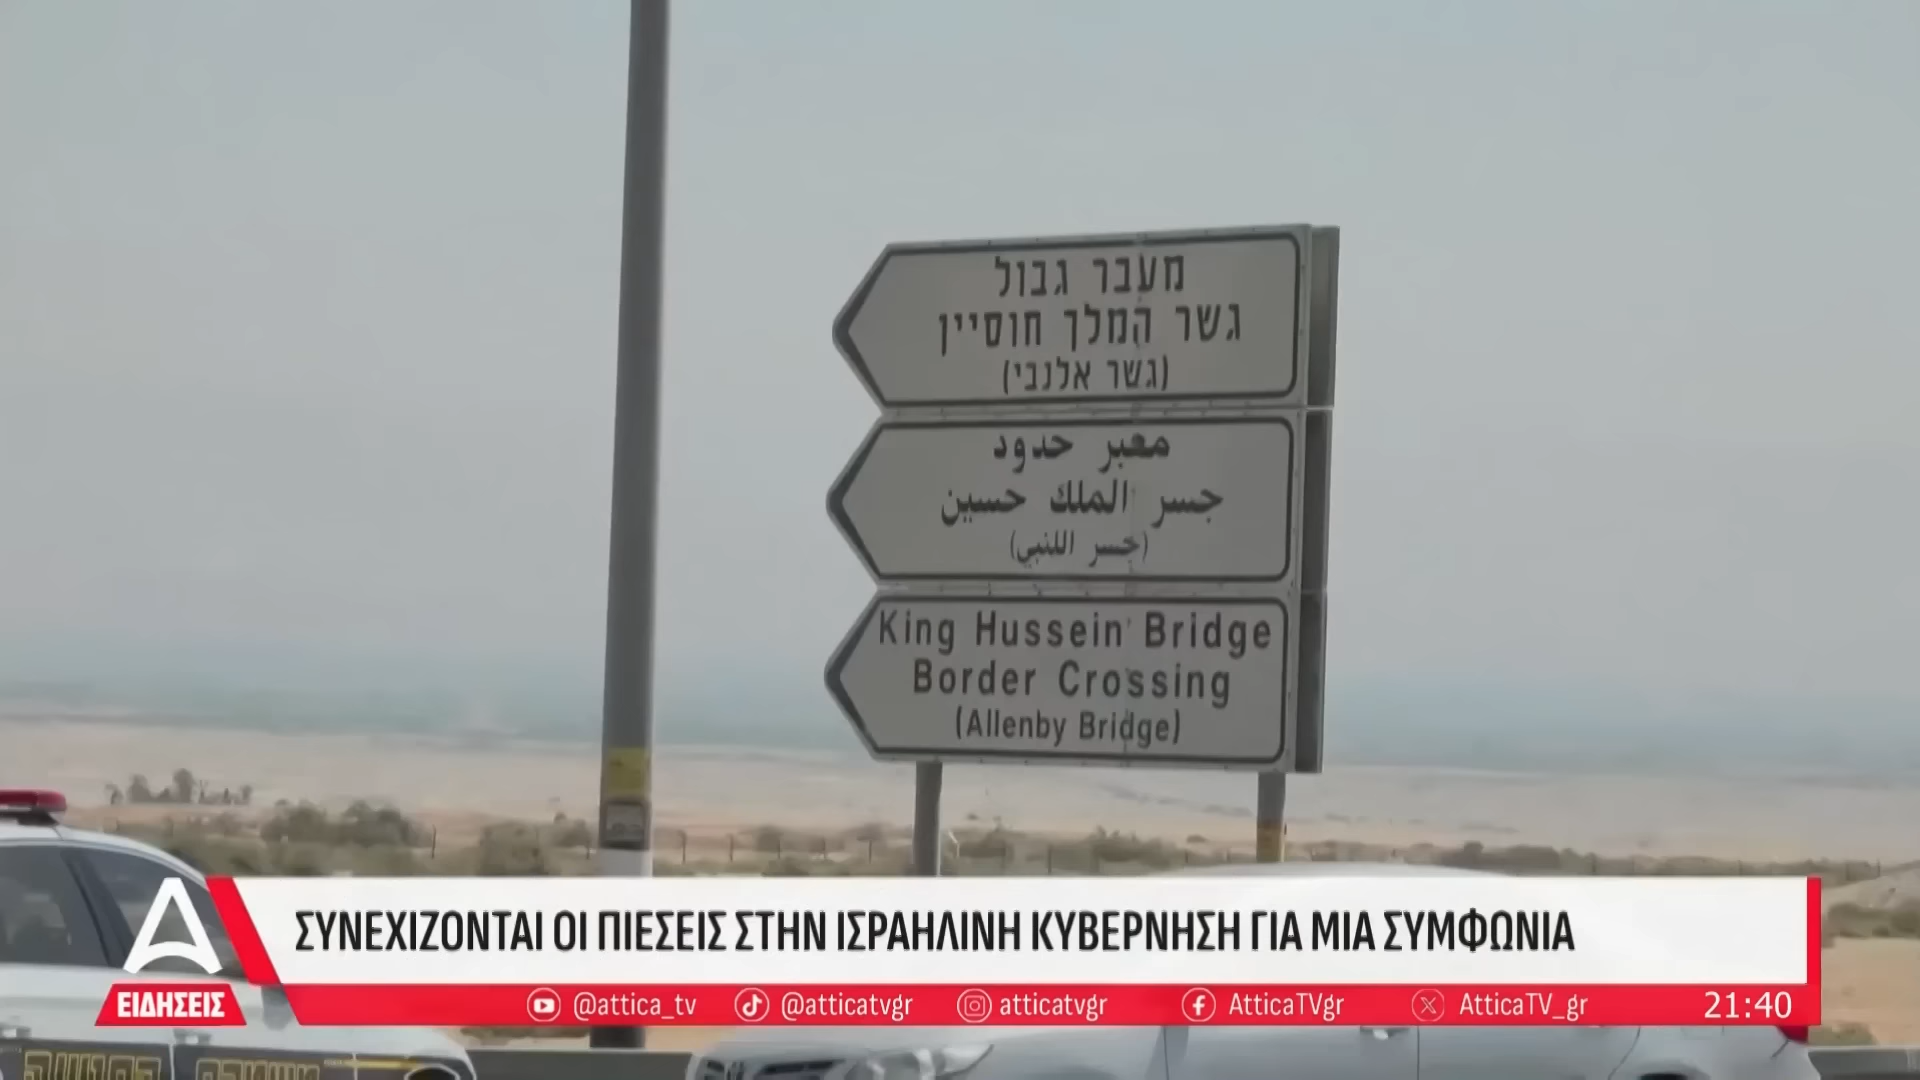 מעבר גבול
גשר המלך חוסיין
(גשר אלנבי)
معبر حدود
جسر الملك حسين
(جسر اللنبي)
King Hussein Bridge
Border Crossing
(Allenby Bridge)
ΣΥΝΕΧΙΖΟΝΤΑΙ ΟΙ ΠΙΕΣΕΙΣ ΣΤΗΝ ΙΣΡΑΗΛΙΝΗ ΚΥΒΕΡΝΗΣΗ ΓΙΑ ΜΙΑ ΣΥΜΦΩΝΙΑ
ΕΙΔΗΣΕΙΣ @attica_tv @atticatvgr atticatvgr AtticaTVgr AtticaTV_gr 21:40